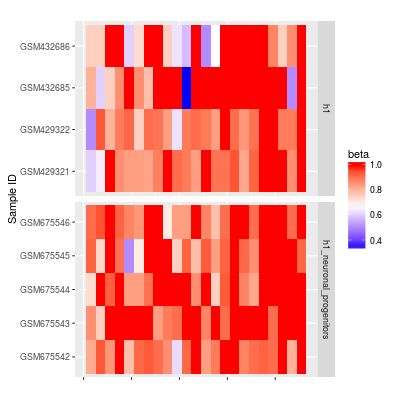 GSM432686
GSM432685
GSM429322
GSM429321
h1
GSM675546
GSM675545
GSM675544
GSM675543
GSM675542
h1_neuronal_progenitors
Sample ID
beta
1.0
0.8
0.6
0.4